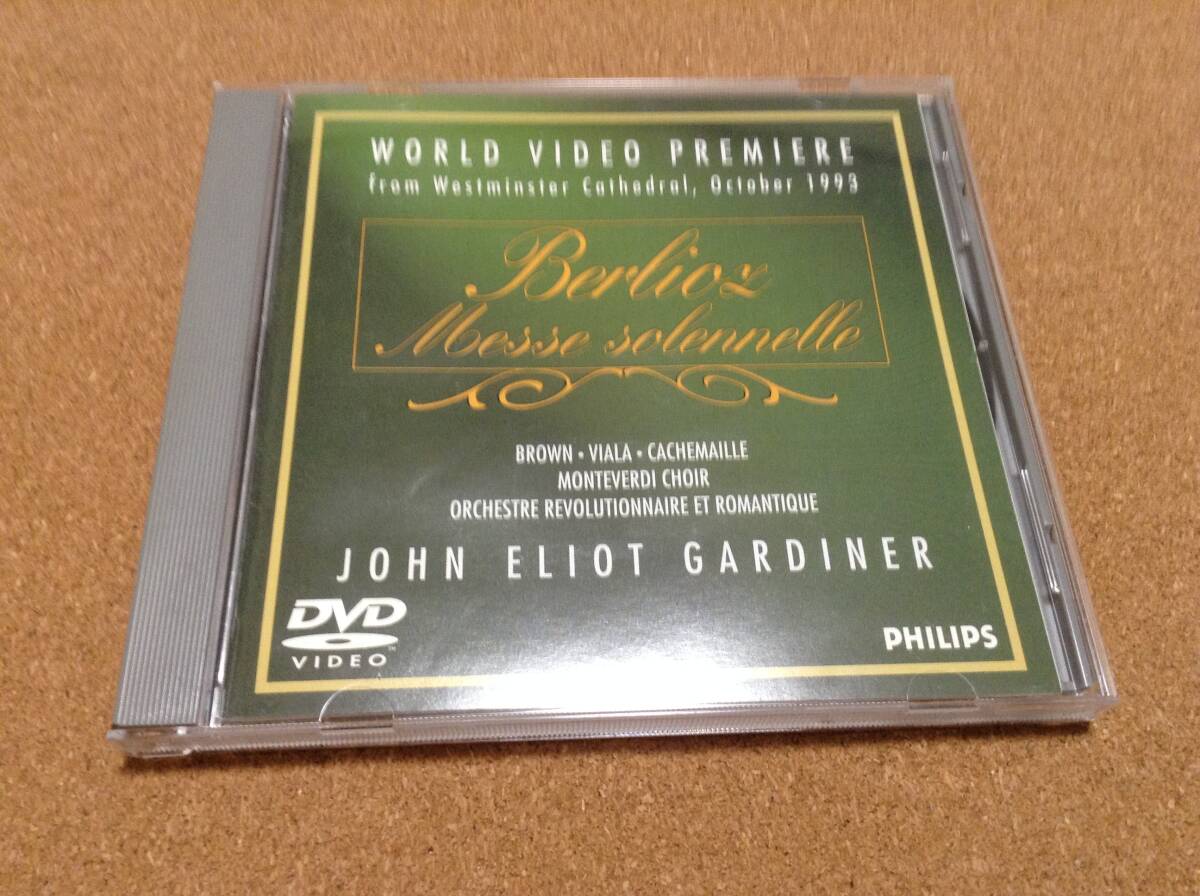 WORLD VIDEO PREMIERE
from Westminster Cathedral, October 1993
Berlioz
Messe solennelle
BROWN • VIALA • CACHEMAILLE
MONTEVERDI CHOIR
ORCHESTRE REVOLUTIONNAIRE ET ROMANTIQUE
JOHN ELIOT GARDINER
DVD
VIDEO™
PHILIPS